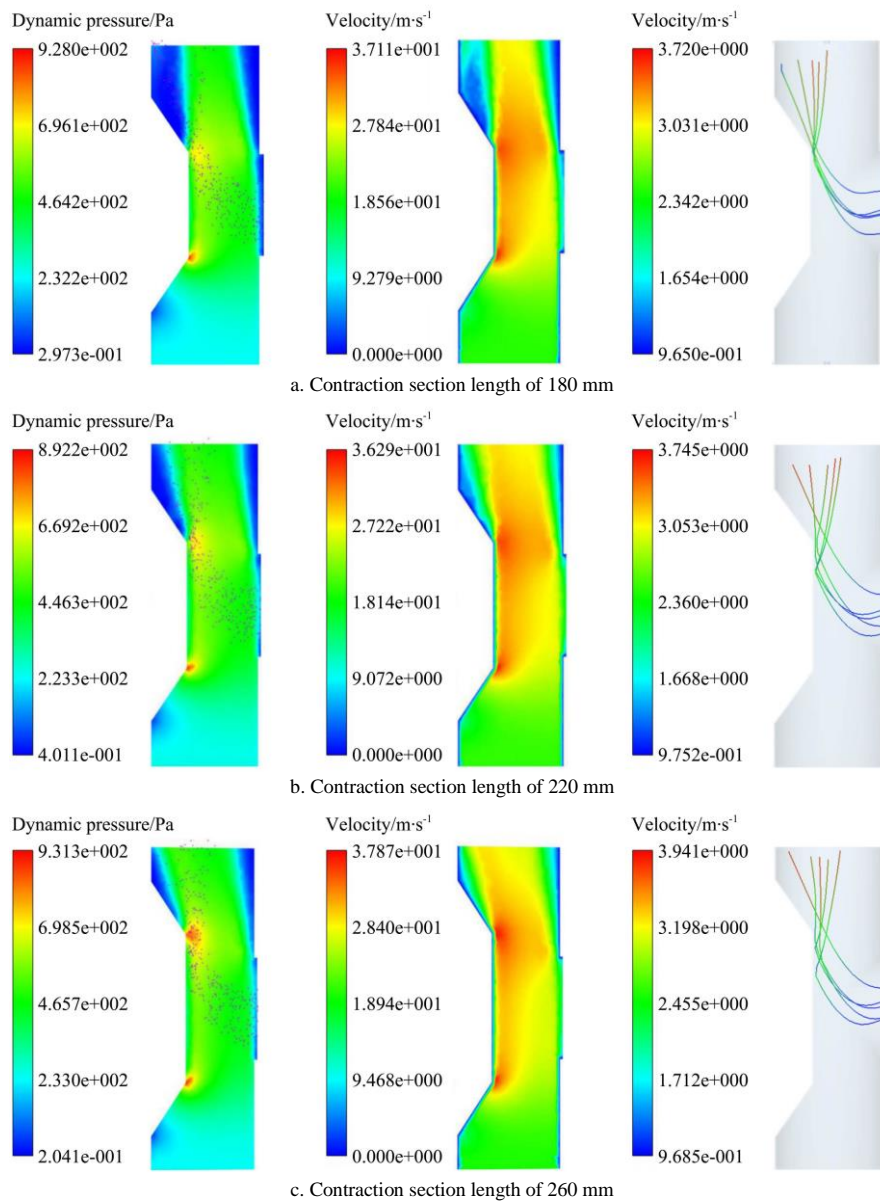 Dynamic pressure/Pa
9.280e+002
6.961e+002
4.642e+002
2.322e+002
2.973e-001
Velocity/m·s-1
3.711e+001
2.784e+001
1.856e+001
9.279e+000
0.000e+000
3.720e+000
3.031e+000
2.342e+000
1.654e+000
9.650e-001
a. Contraction section length of 180 mm
Dynamic pressure/Pa
8.922e+002
6.692e+002
4.463e+002
2.233e+002
4.011e-001
Velocity/m·s-1
3.629e+001
2.722e+001
1.814e+001
9.072e+000
0.000e+000
Velocity/m·s-1
3.745e+000
3.053e+000
2.360e+000
1.668e+000
9.752e-001
b. Contraction section length of 220 mm
Dynamic pressure/Pa
9.313e+002
6.985e+002
4.657e+002
2.330e+002
2.041e-001
Velocity/m·s-1
3.787e+001
2.840e+001
1.894e+001
9.468e+000
0.000e+000
Velocity/m·s-1
3.941e+000
3.198e+000
2.455e+000
1.712e+000
9.685e-001
c. Contraction section length of 260 mm